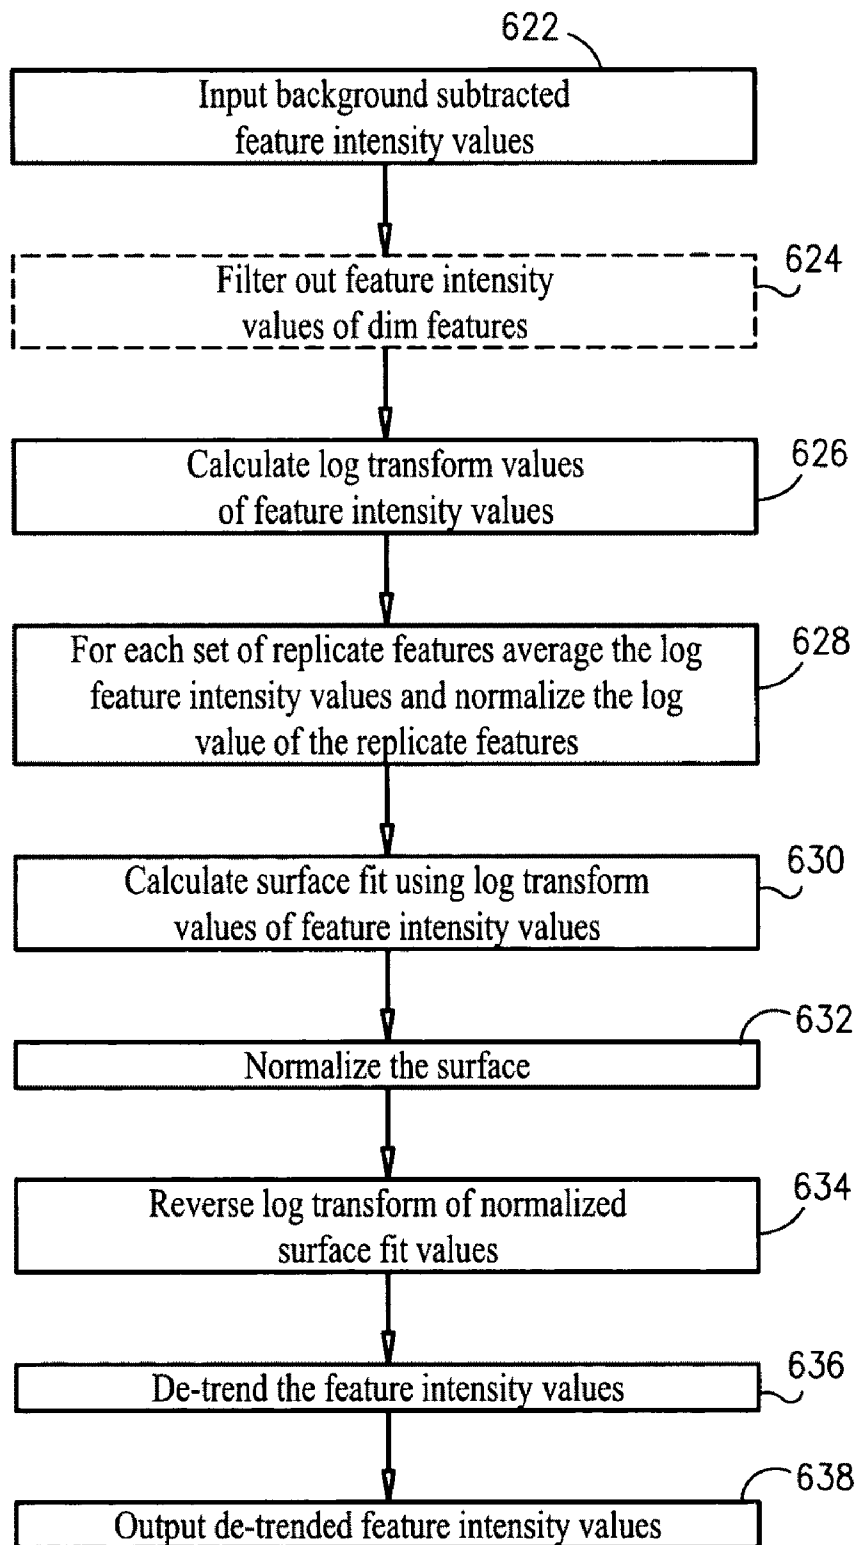 622
Input background subtracted
feature intensity values
624
Filter out feature intensity
values of dim features
626
Calculate log transform values
of feature intensity values
628
For each set of replicate features average the log
feature intensity values and normalize the log
value of the replicate features
630
Calculate surface fit using log transform
values of feature intensity values
632
Normalize the surface
634
Reverse log transform of normalized
surface fit values
636
De-trend the feature intensity values
638
Output de-trended feature intensity values